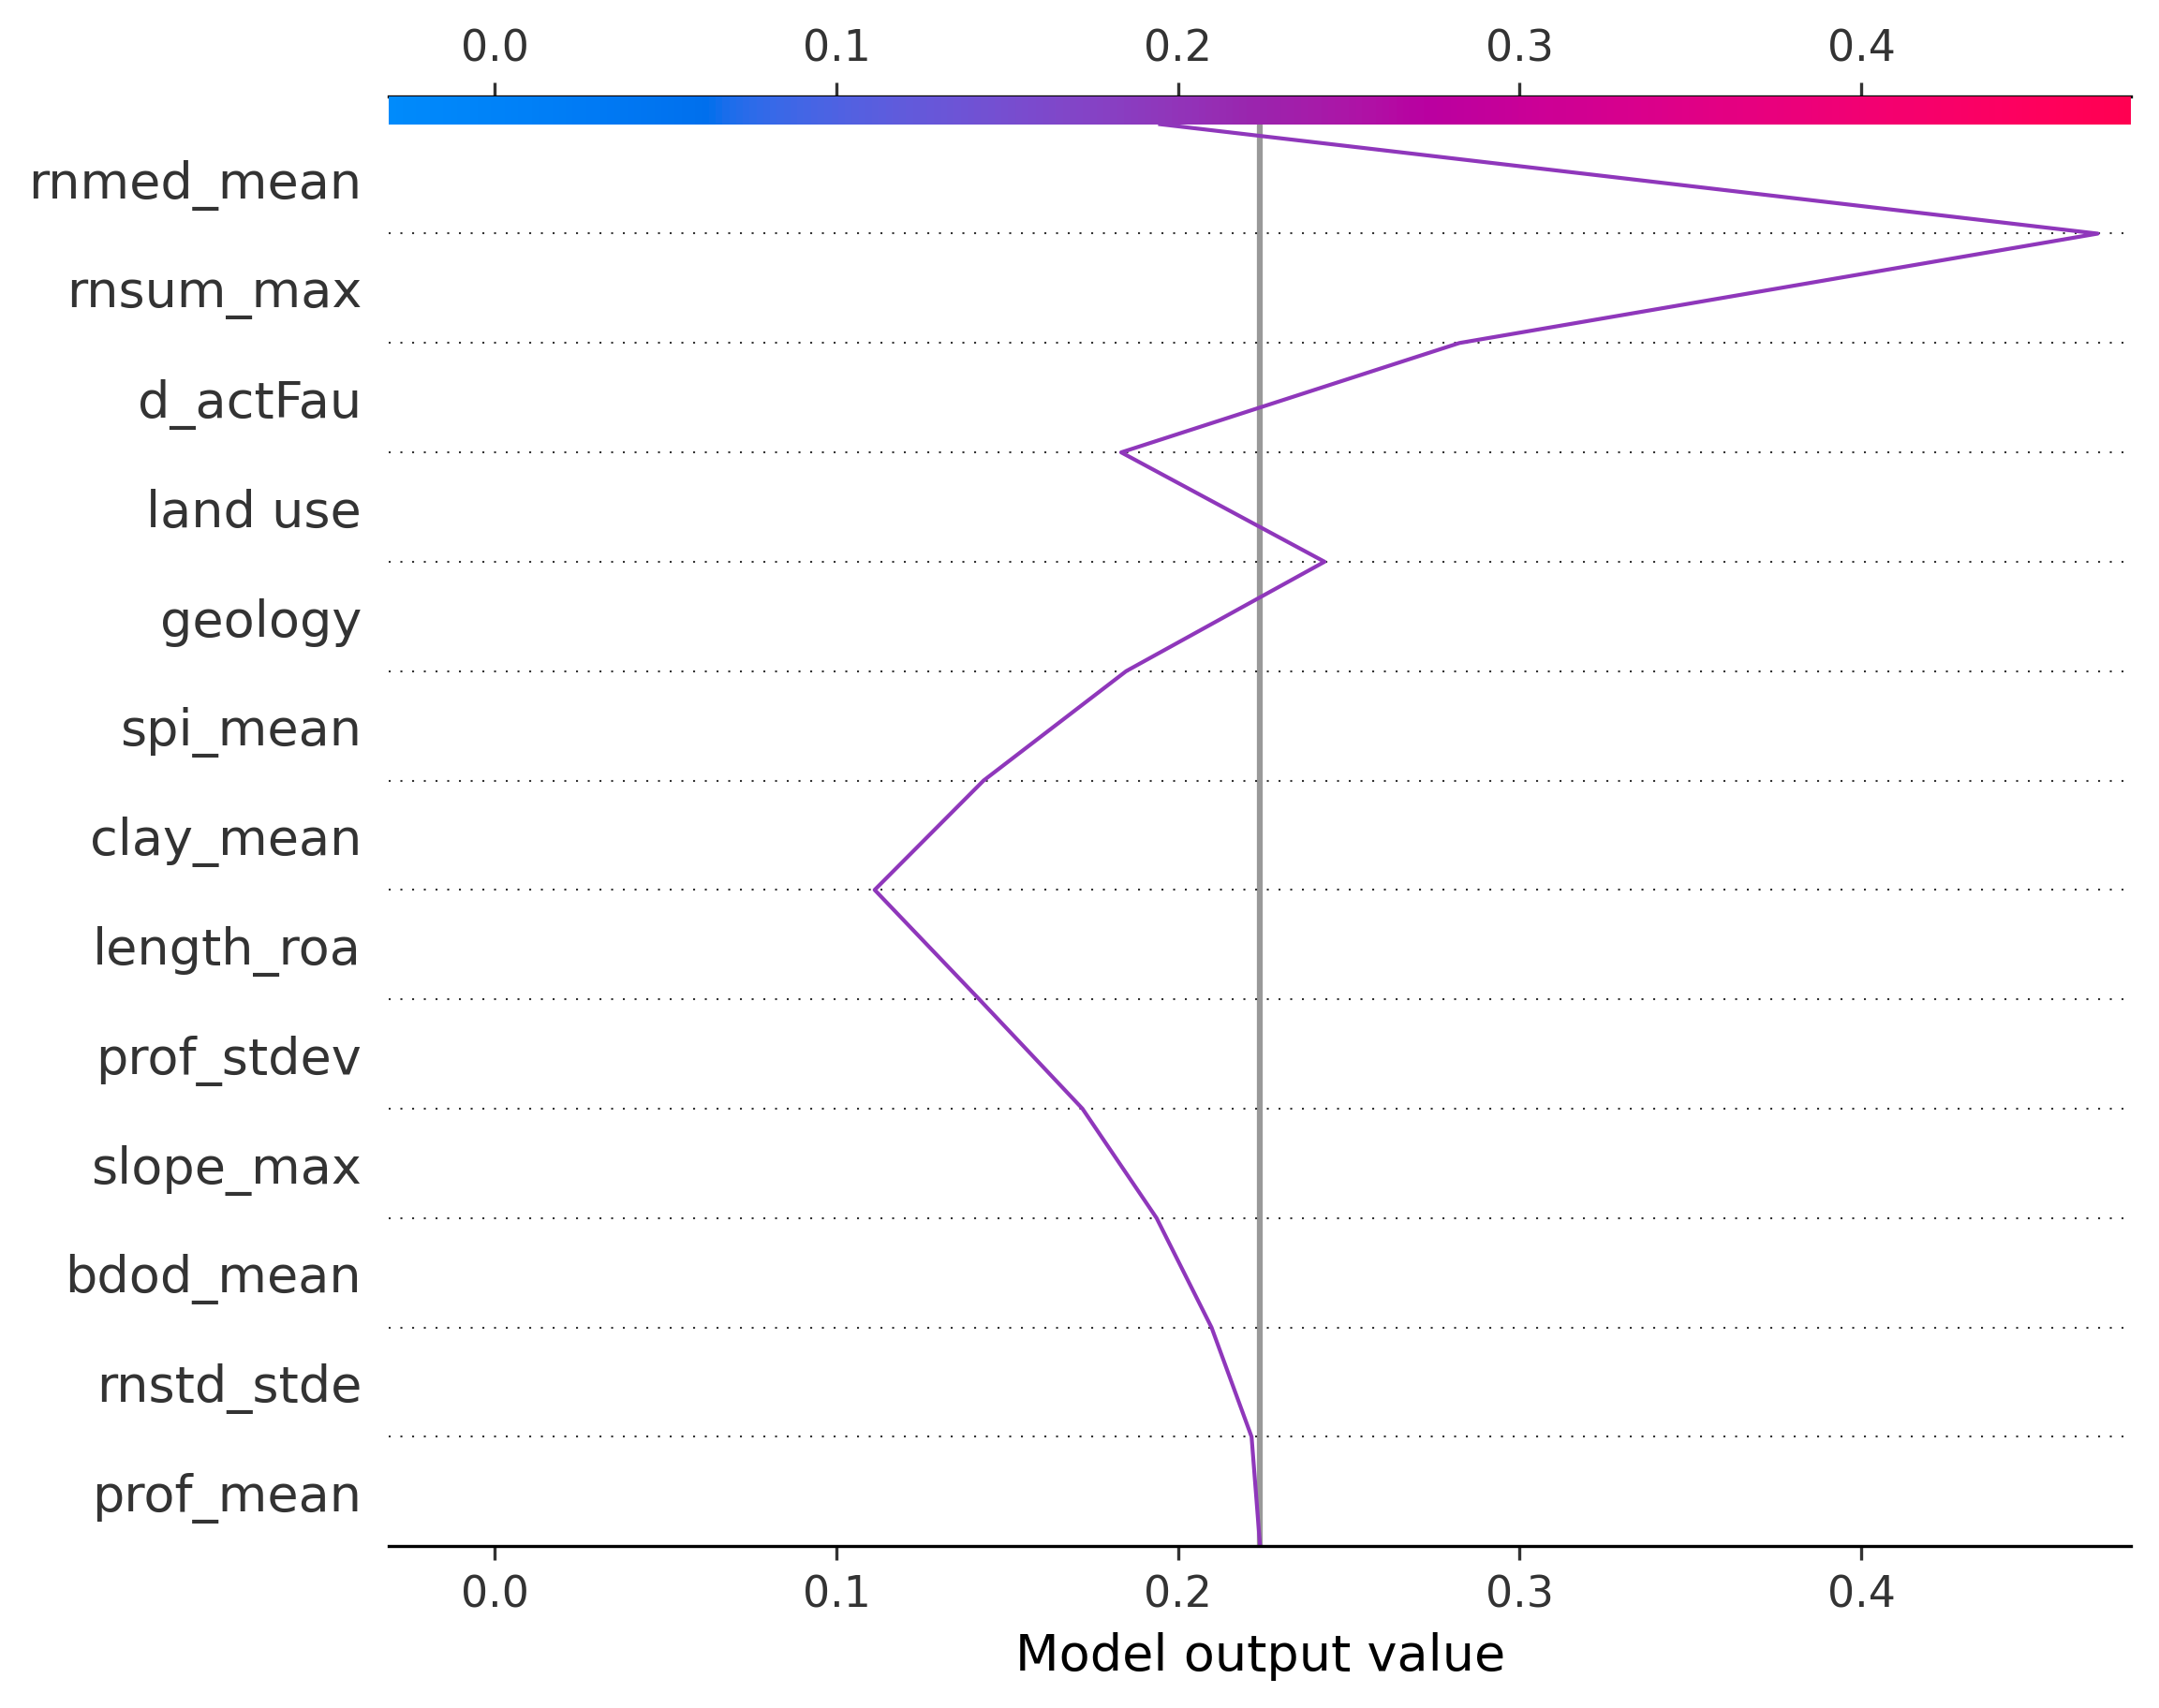 0.0 0.1 0.2 0.3 0.4
rnmed_mean
rnsum_max
d_actFau
land use
geology
spi_mean
clay_mean
length_roa
prof_stdev
slope_max
bdod_mean
rnstd_stde
prof_mean
0.0 0.1 0.2 0.3 0.4
Model output value